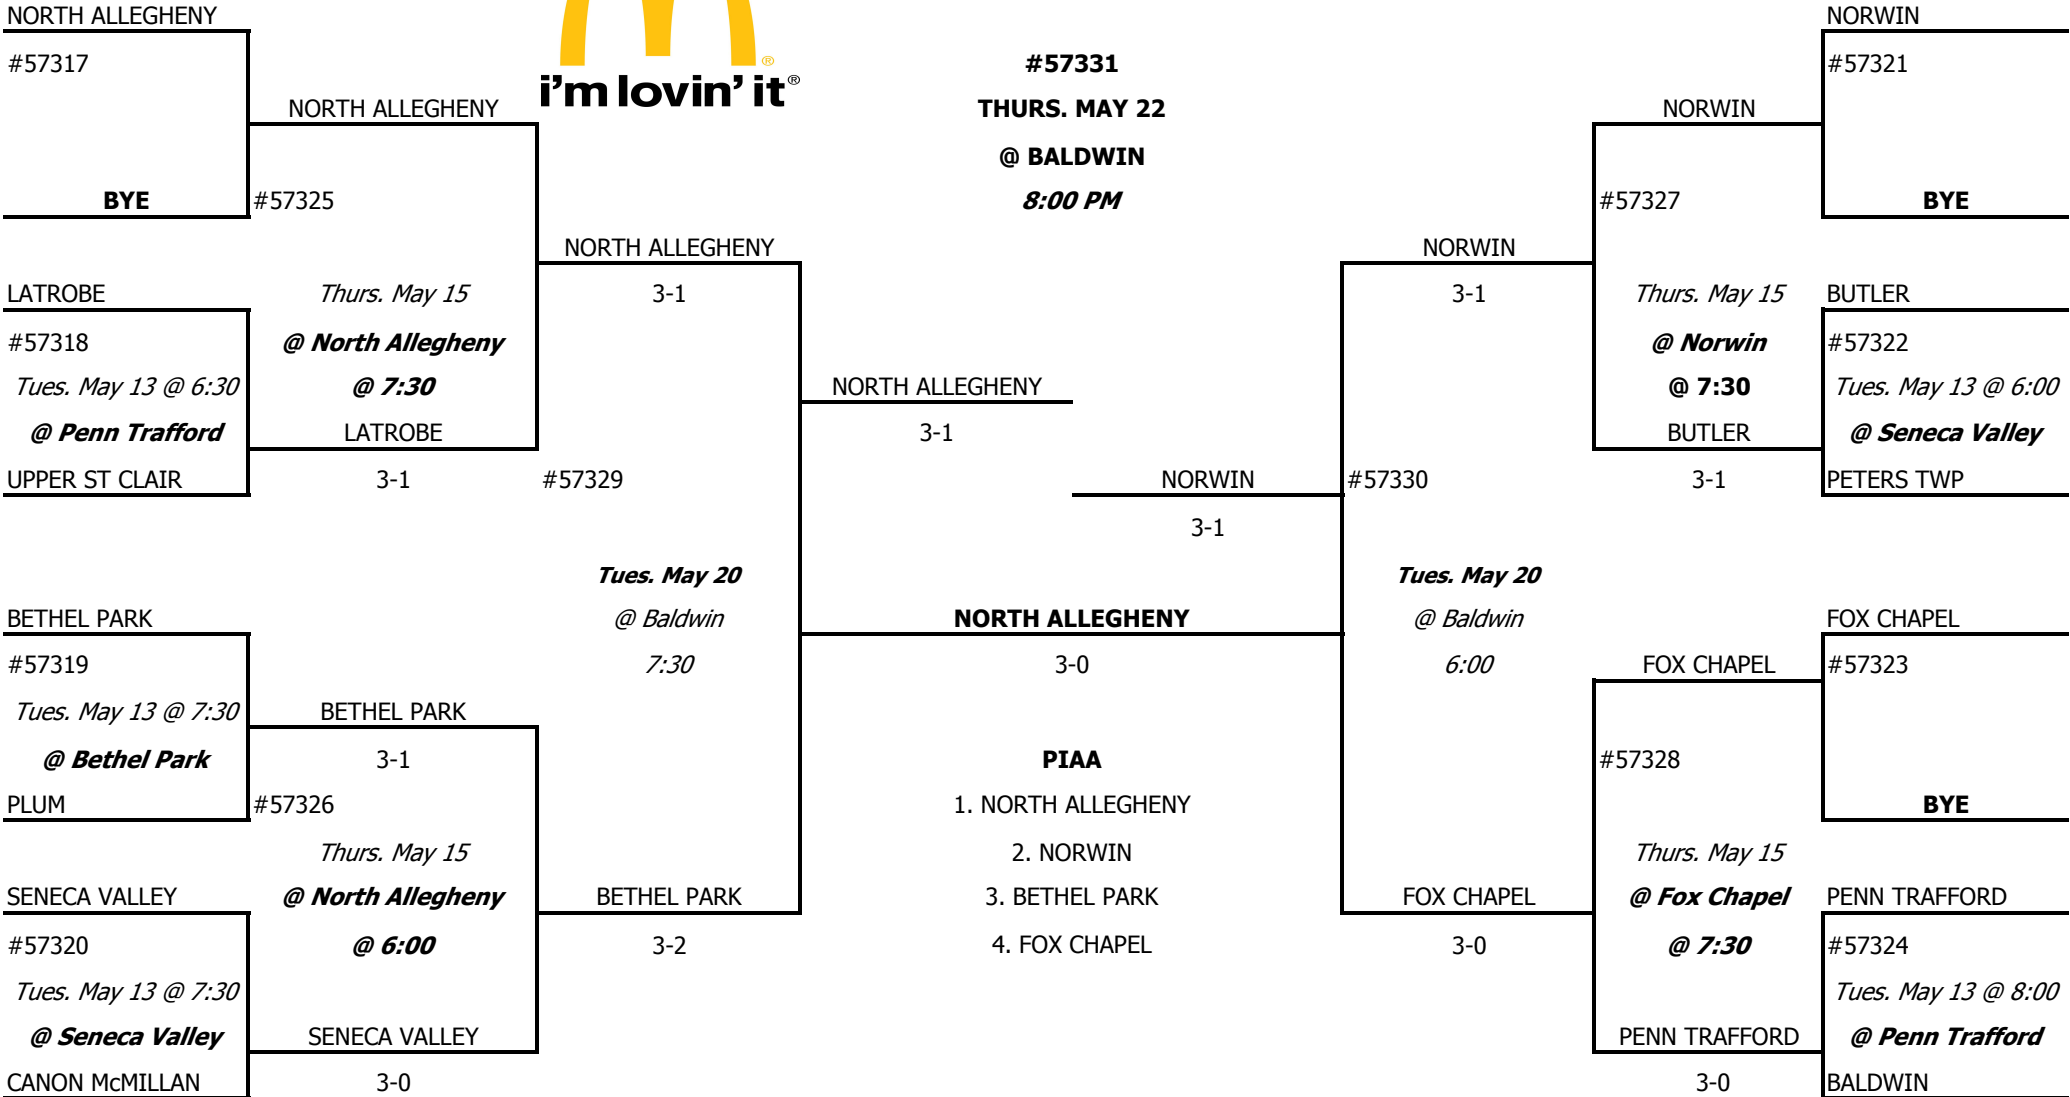 NORTH ALLEGHENY
NORWIN
#57317
i'm lovin' it®
#57331
#57321
NORTH ALLEGHENY
THURS. MAY 22
NORWIN
@ BALDWIN
BYE
#57325
8:00 PM
#57327
BYE
NORTH ALLEGHENY
NORWIN
LATROBE
Thurs. May 15
3-1
3-1
Thurs. May 15
BUTLER
#57318
@ North Allegheny
@ Norwin
#57322
Tues. May 13 @ 6:30
@ 7:30
NORTH ALLEGHENY
@ 7:30
Tues. May 13 @ 6:00
@ Penn Trafford
LATROBE
3-1
BUTLER
@ Seneca Valley
UPPER ST CLAIR
3-1
#57329
NORWIN
#57330
3-1
PETERS TWP
3-1
Tues. May 20
Tues. May 20
BETHEL PARK
@ Baldwin
NORTH ALLEGHENY
@ Baldwin
FOX CHAPEL
#57319
7:30
3-0
6:00
FOX CHAPEL
#57323
Tues. May 13 @ 7:30
BETHEL PARK
@ Bethel Park
3-1
PIAA
#57328
PLUM
#57326
1. NORTH ALLEGHENY
BYE
Thurs. May 15
2. NORWIN
Thurs. May 15
SENECA VALLEY
@ North Allegheny
BETHEL PARK
3. BETHEL PARK
FOX CHAPEL
@ Fox Chapel
PENN TRAFFORD
#57320
@ 6:00
3-2
4. FOX CHAPEL
3-0
@ 7:30
#57324
Tues. May 13 @ 7:30
Tues. May 13 @ 8:00
@ Seneca Valley
SENECA VALLEY
PENN TRAFFORD
@ Penn Trafford
CANON McMILLAN
3-0
3-0
BALDWIN